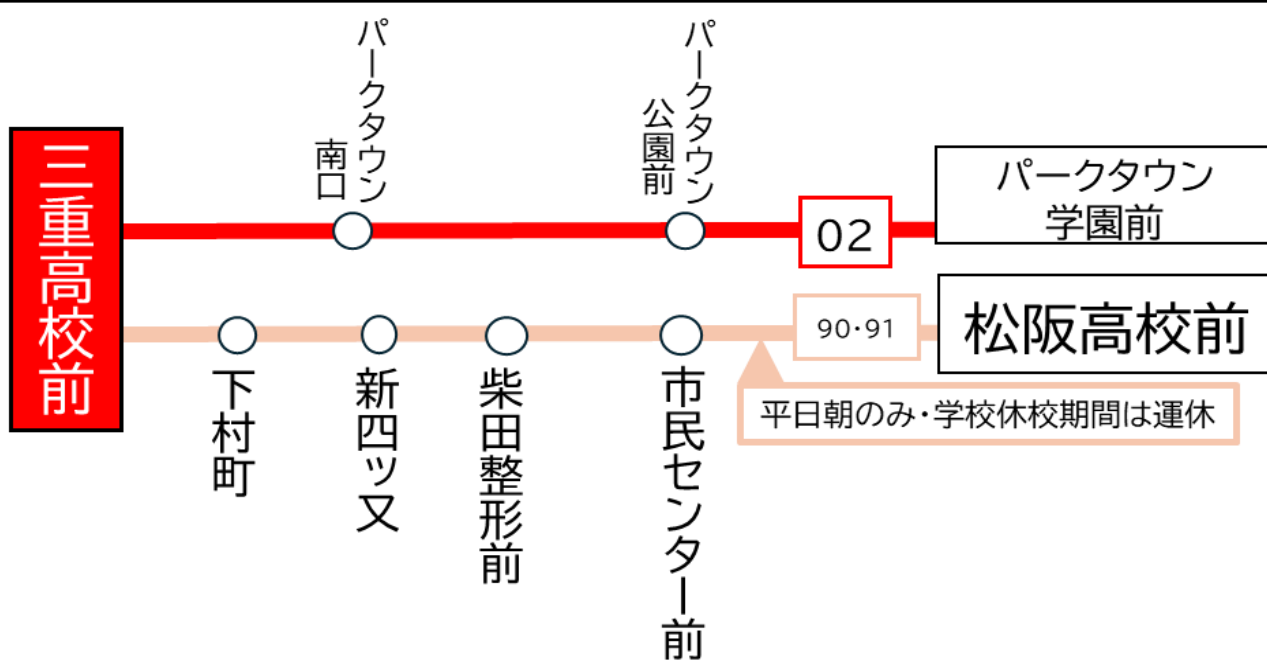 三重高校前
パークタウン
南口
パークタウン
公園前
02
パークタウン
学園前
下村町
新四ツ又
柴田整形前
市民センター前
90・91
松阪高校前
平日朝のみ・学校休校期間は運休